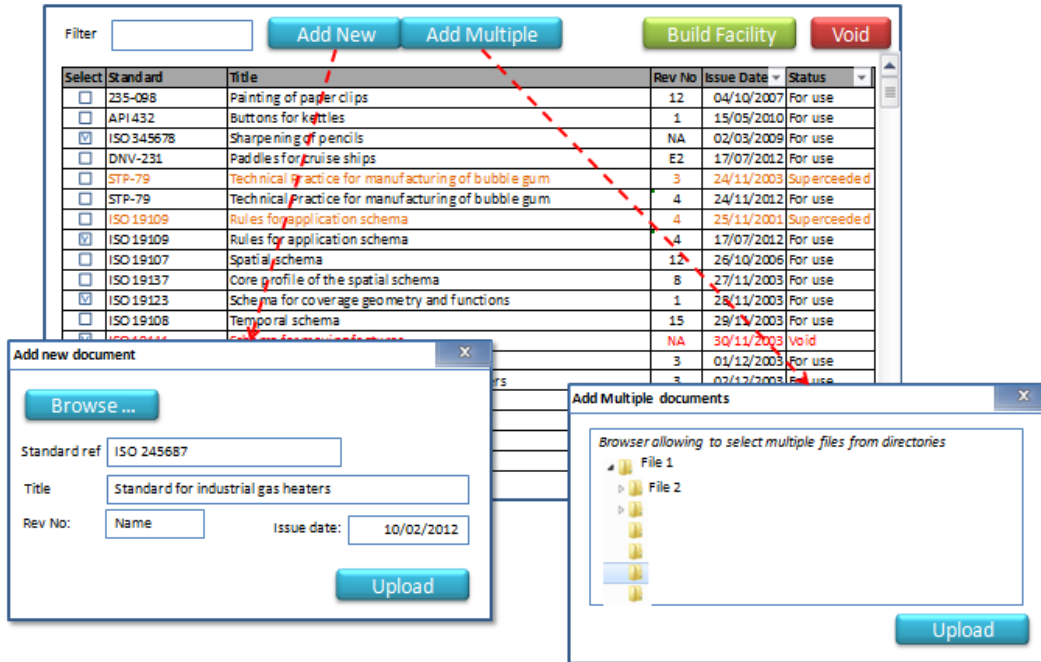 Filter Add New Add Multiple Build Facility Void
Select Standard Title Rev No Issue Date Status
235-098 Painting of paper clips 12 04/10/2007 For use
API 432 Buttons for kettles 1 15/05/2010 For use
ISO 345678 Sharpening of pencils NA 02/03/2009 For use
DNV-231 Paddles for cruise ships E2 17/07/2012 For use
STP-79 Technical Practice for manufacturing of bubble gum 3 24/11/2003 Superceeded
STP-79 Technical Practice for manufacturing of bubble gum 4 24/11/2012 For use
ISO 19109 Rules for application schema 4 25/11/2001 Superceeded
ISO 19109 Rules for application schema 4 17/07/2012 For use
ISO 19107 Spatial schema 12 26/10/2006 For use
ISO 19137 Core profile of the spatial schema 8 27/11/2003 For use
ISO 19123 Schema for coverage geometry and functions 1 28/11/2003 For use
ISO 19108 Temporal schema 15 29/11/2003 For use
NA 30/11/2003 Void
3 01/12/2003 For use
3 02/12/2003 For use
Add new document
Browse ...
Standard ref ISO 245687
Title Standard for industrial gas heaters
Rev No: Name Issue date: 10/02/2012
Upload
Add Multiple documents
Browser allowing to select multiple files from directories
File 1
File 2
Upload